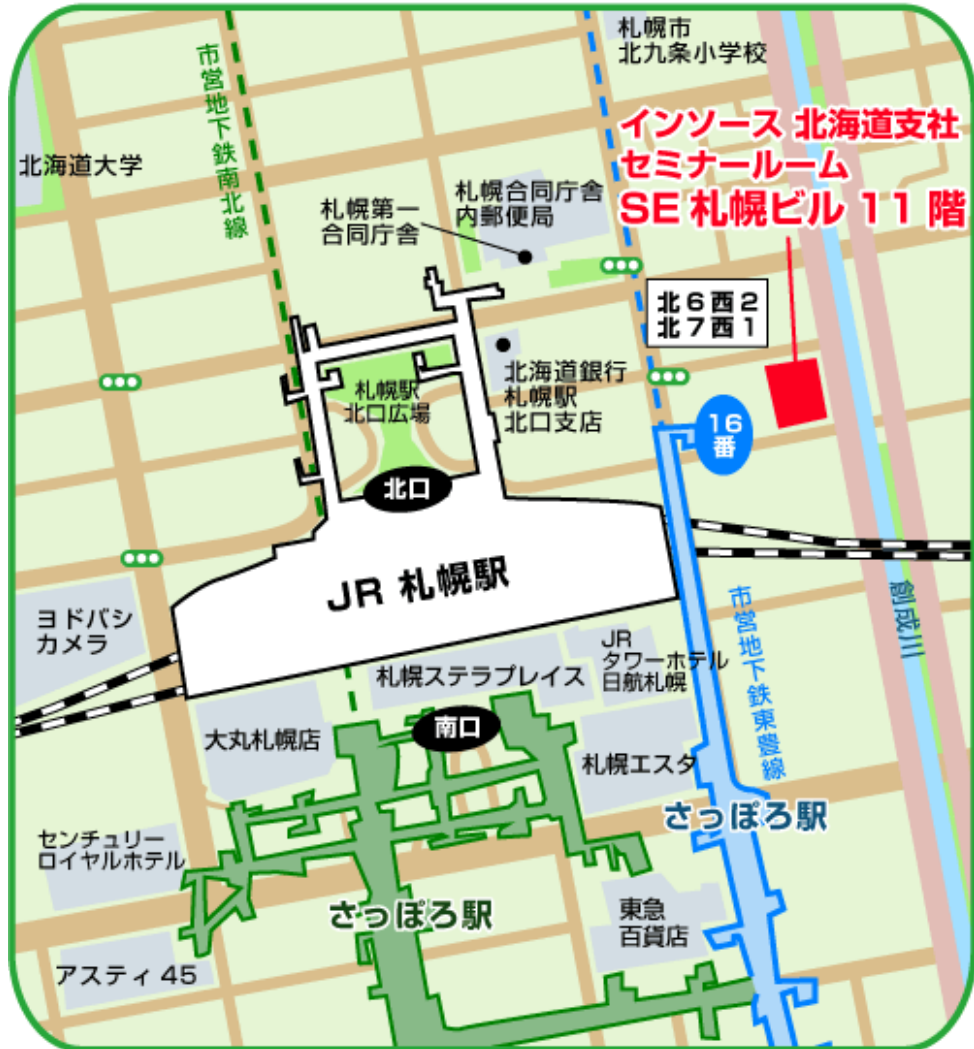 札幌市
北九条小学校
市営地下鉄南北線
インソース 北海道支社
セミナールーム
SE 札幌ビル 11 階
北海道大学
札幌合同庁舎
内郵便局
札幌第一
合同庁舎
北6西2
北7西1
北海道銀行
札幌駅
北口支店
札幌駅
北口広場
16
番
北口
JR 札幌駅
創成川
市営地下鉄東豊線
ヨドバシ
カメラ
JR
タワーホテル
日航札幌
札幌ステラプレイス
南口
大丸札幌店
札幌エスタ
さっぽろ駅
センチュリー
ロイヤルホテル
さっぽろ駅
東急
百貨店
アスティ 45